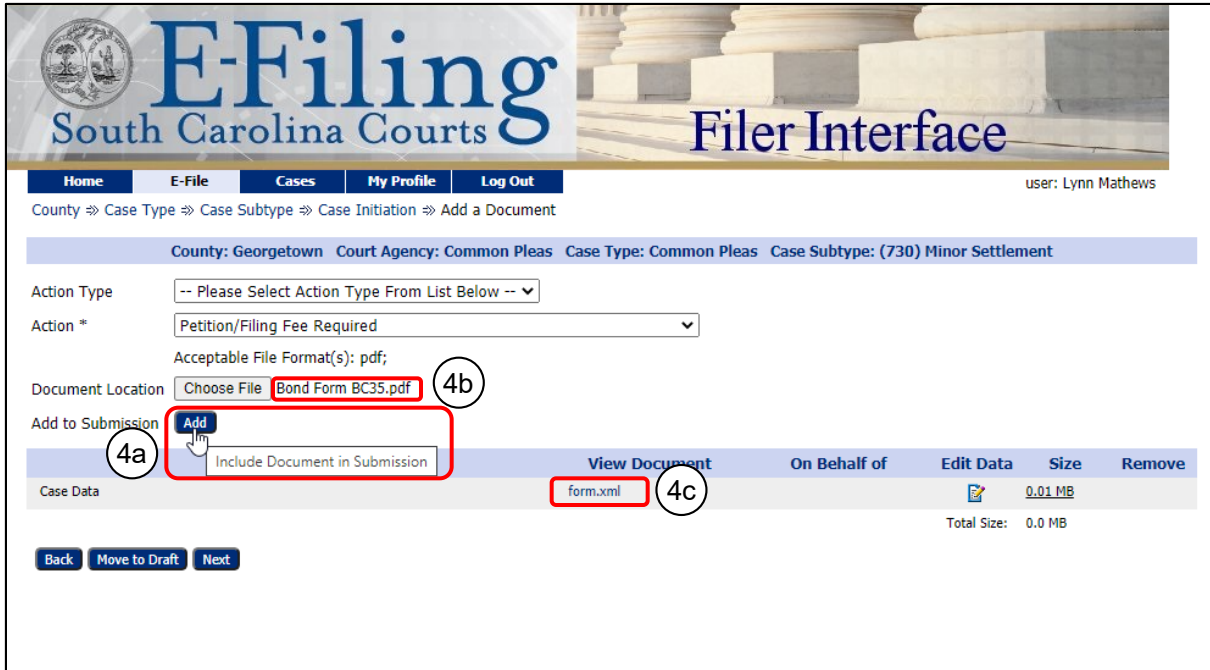 E-Filing
South Carolina Courts
Filer Interface
Home E-File Cases My Profile Log Out
user: Lynn Mathews
County ⇒ Case Type ⇒ Case Subtype ⇒ Case Initiation ⇒ Add a Document
County: Georgetown Court Agency: Common Pleas Case Type: Common Pleas Case Subtype: (730) Minor Settlement
Action Type -- Please Select Action Type From List Below --
Action * Petition/Filing Fee Required
Acceptable File Format(s): pdf;
Document Location Choose File Bond Form BC35.pdf 4b
Add to Submission Add
4a Include Document in Submission
View Document On Behalf of Edit Data Size Remove
Case Data form.xml 4c 0.01 MB
Total Size: 0.0 MB
Back Move to Draft Next